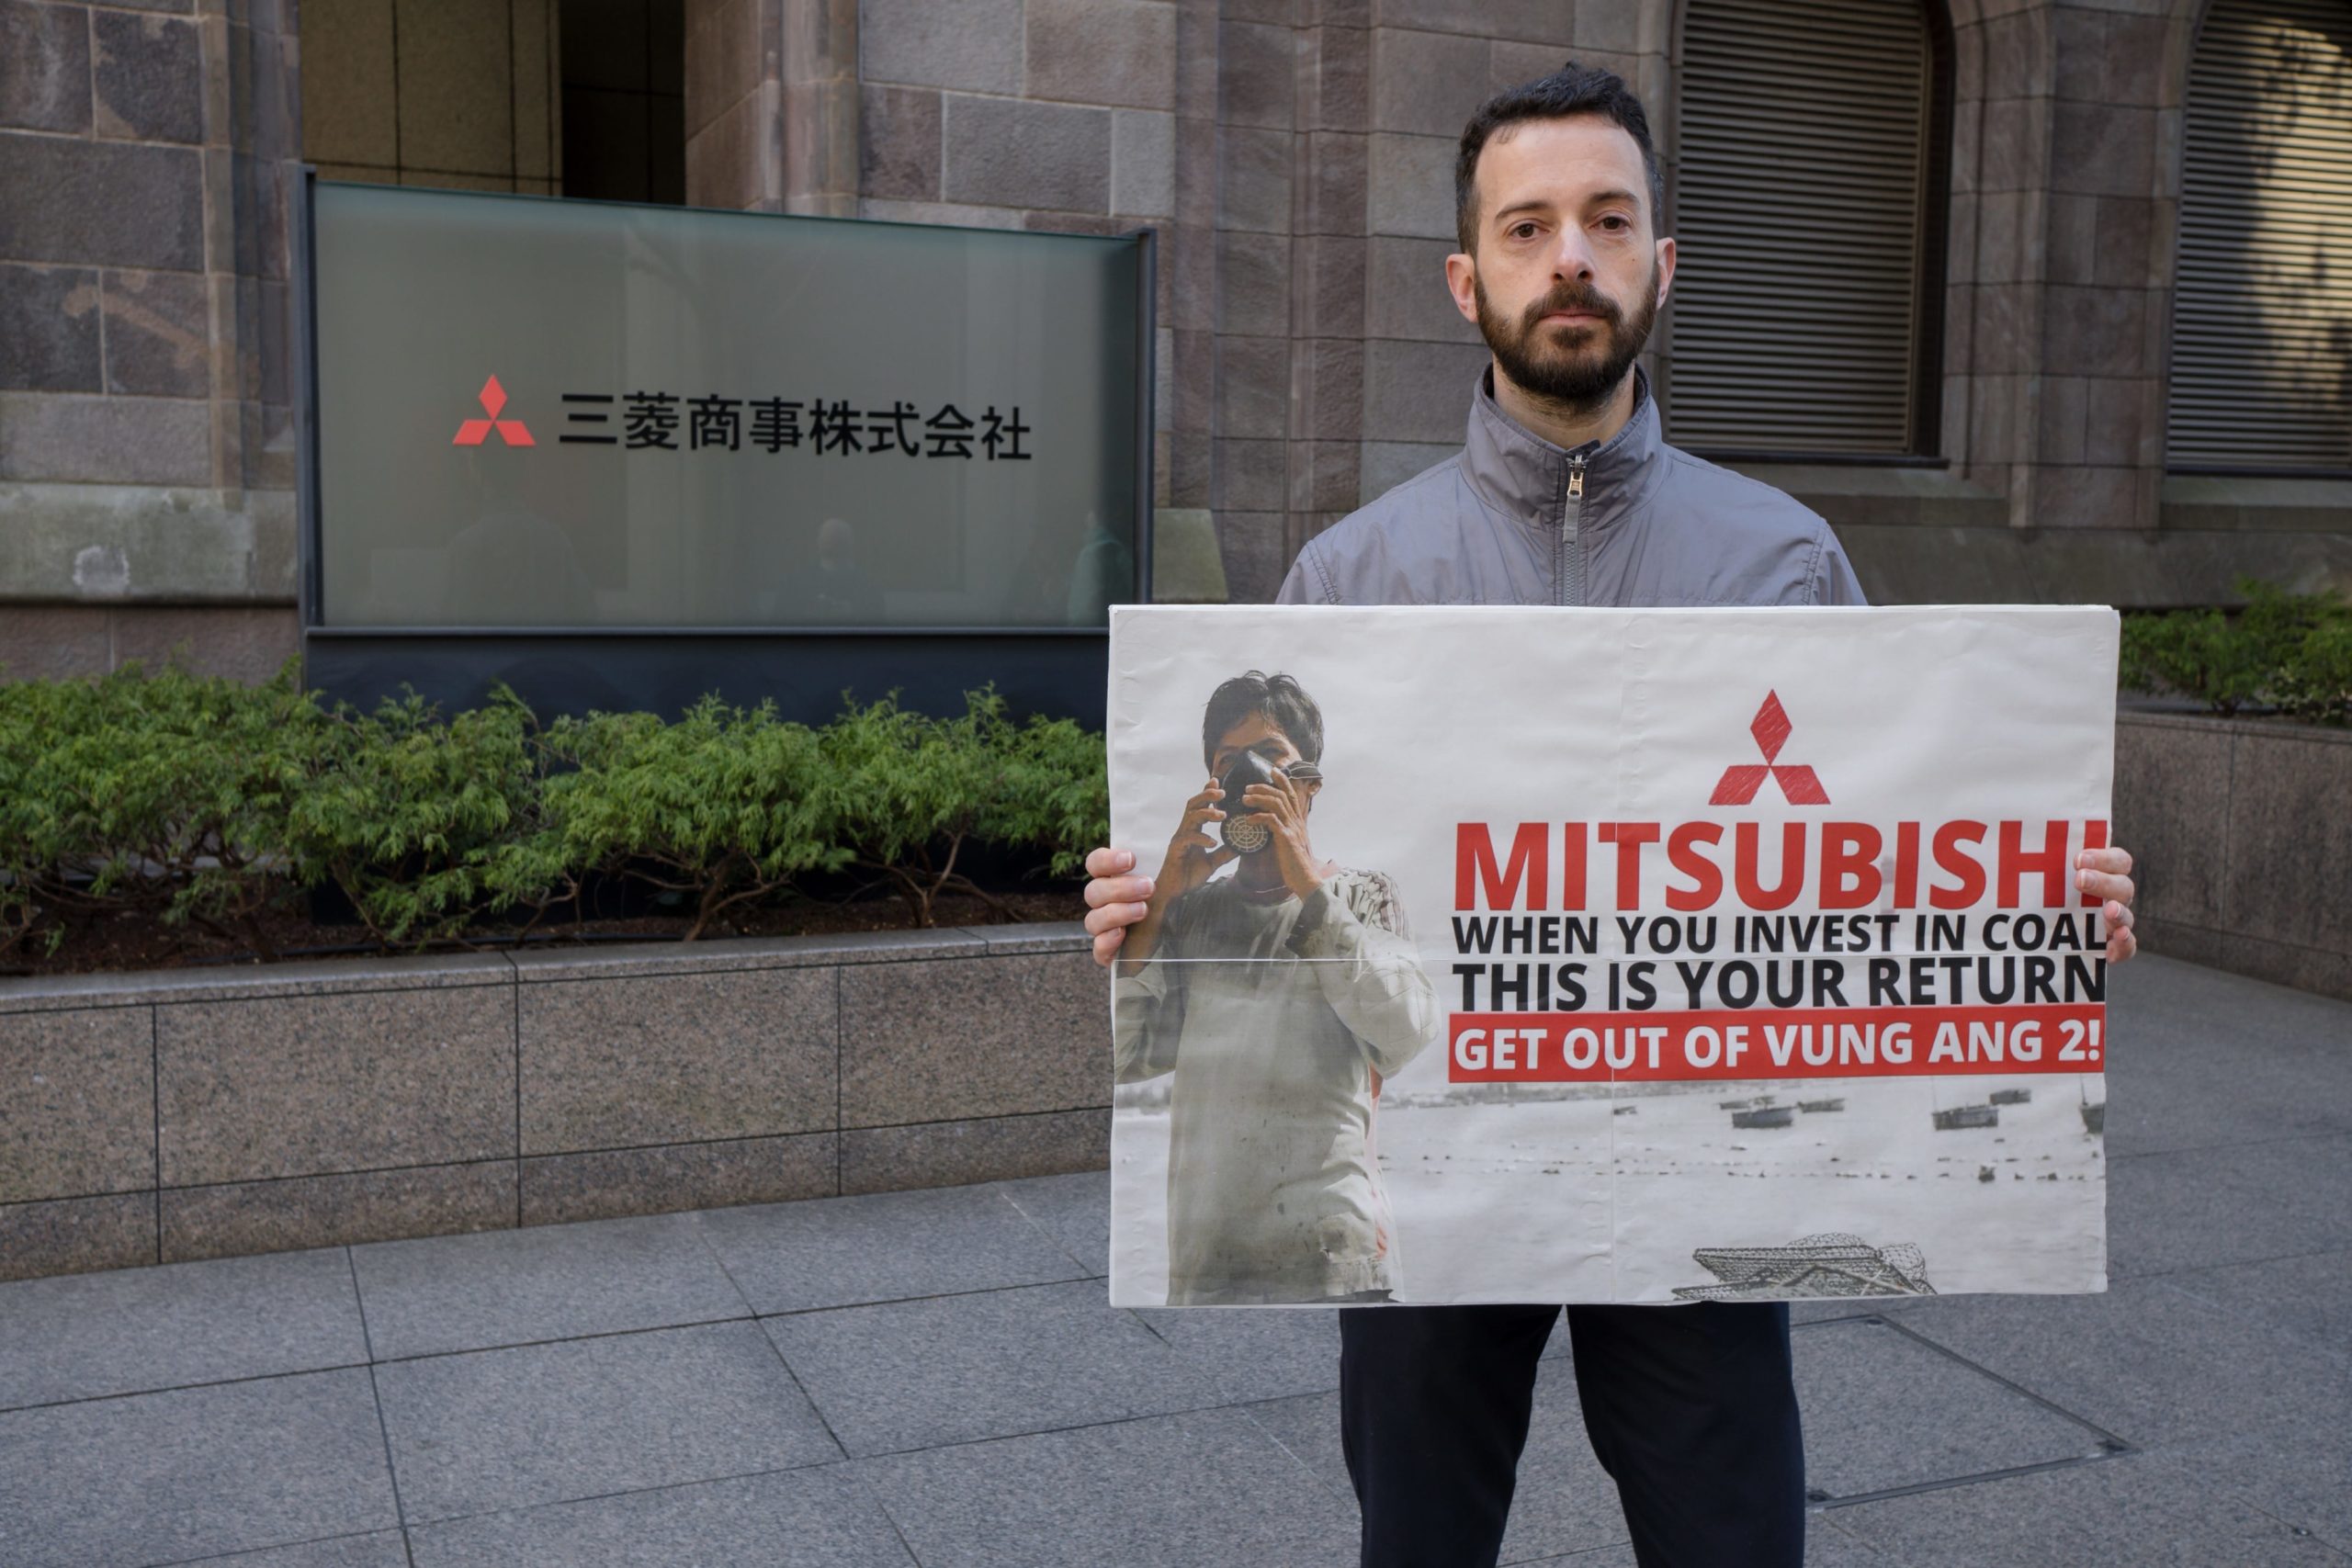 三菱商事株式会社
MITSUBISHI
WHEN YOU INVEST IN COAL
THIS IS YOUR RETURN
GET OUT OF VUNG ANG 2!